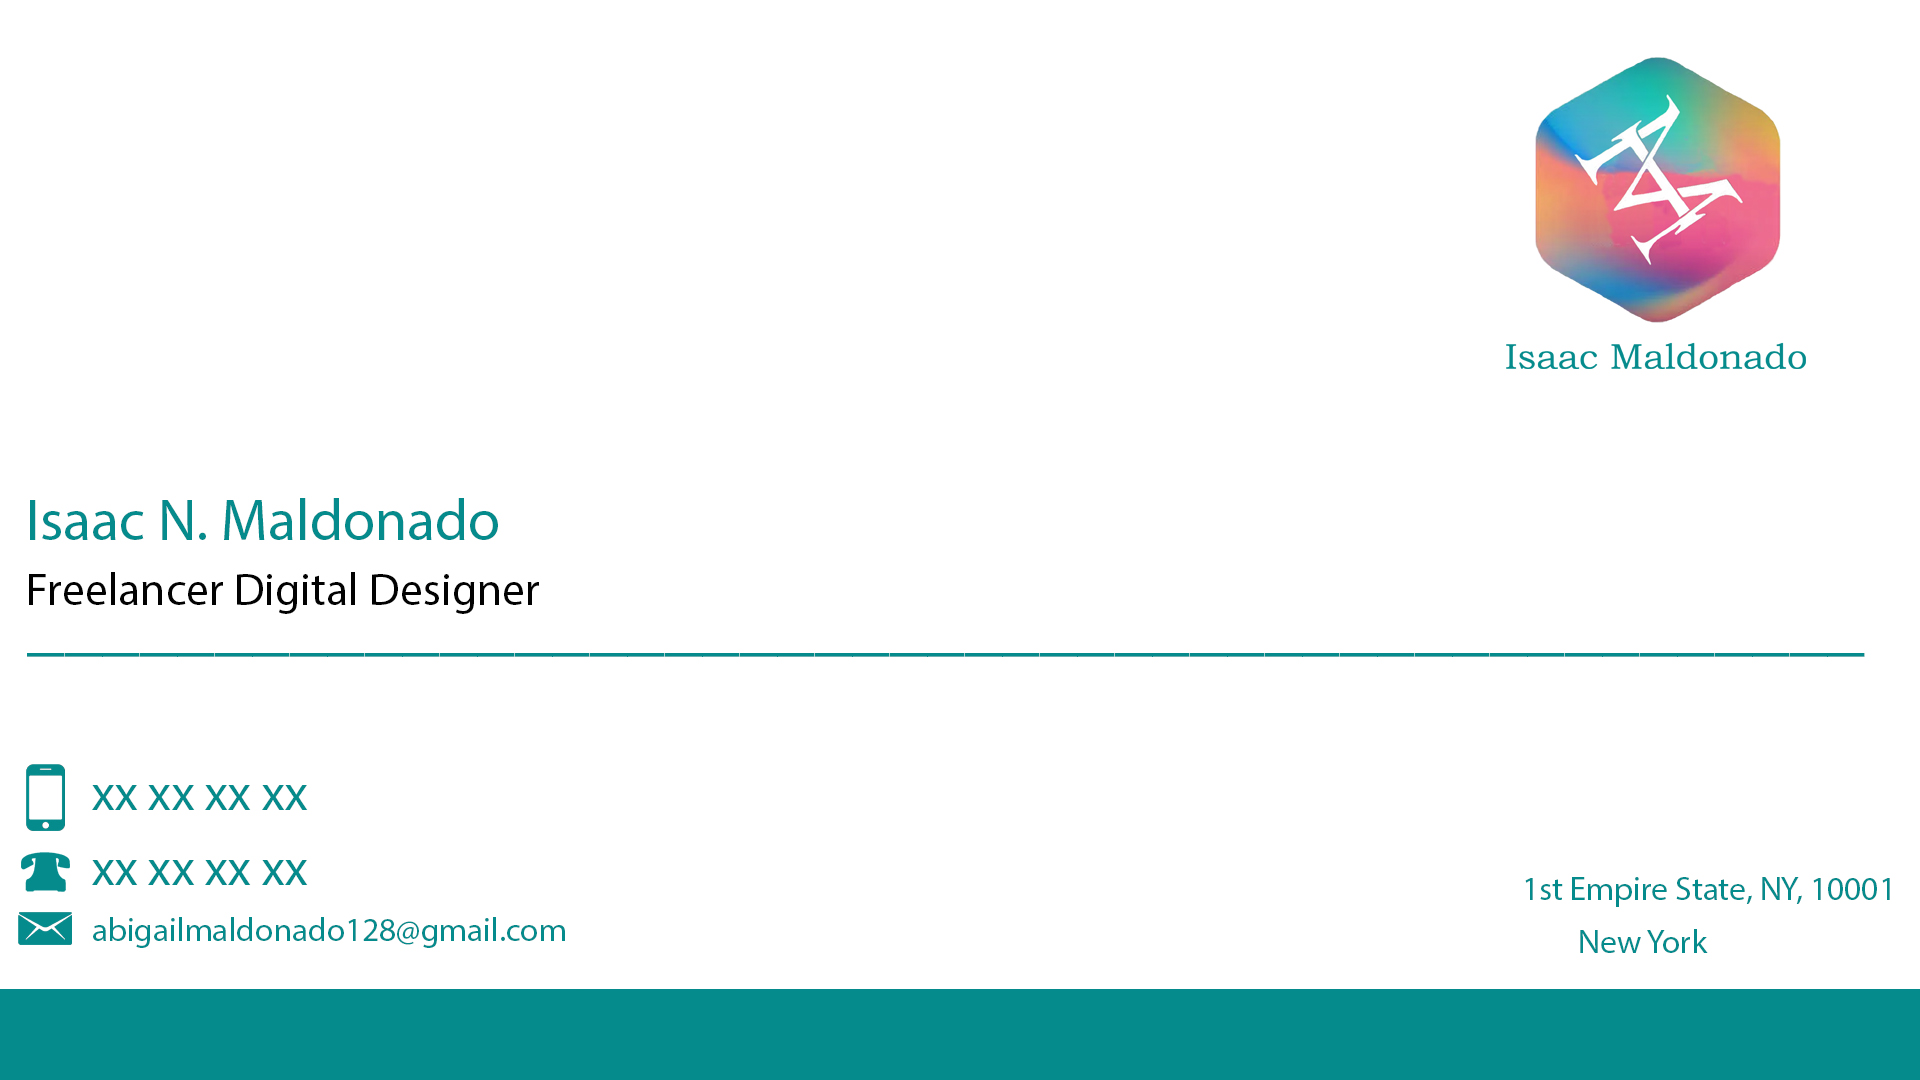 Isaac Maldonado
Isaac N. Maldonado
Freelancer Digital Designer
xx xx xx xx
xx xx xx xx
abigailmaldonado128@gmail.com
1st Empire State, NY, 10001
New York